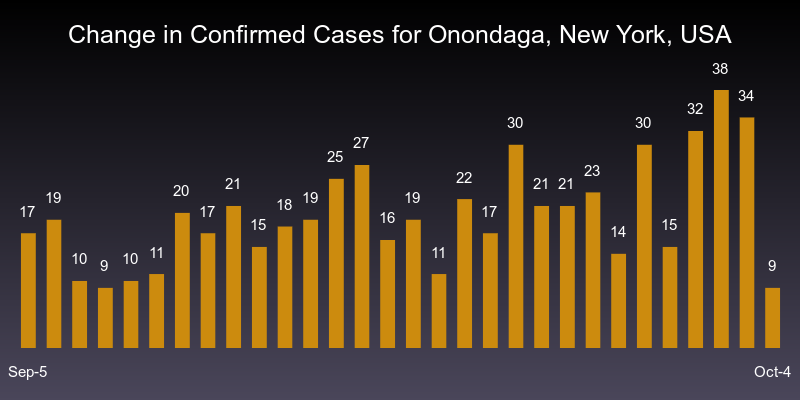 Change in Confirmed Cases for Onondaga, New York, USA
17 19 10 9 10 11 20 17 21 15 18 19 25 27 16 19 11 22 17 30 21 21 23 14 30 15 32 38 34 9
Sep-5 Oct-4